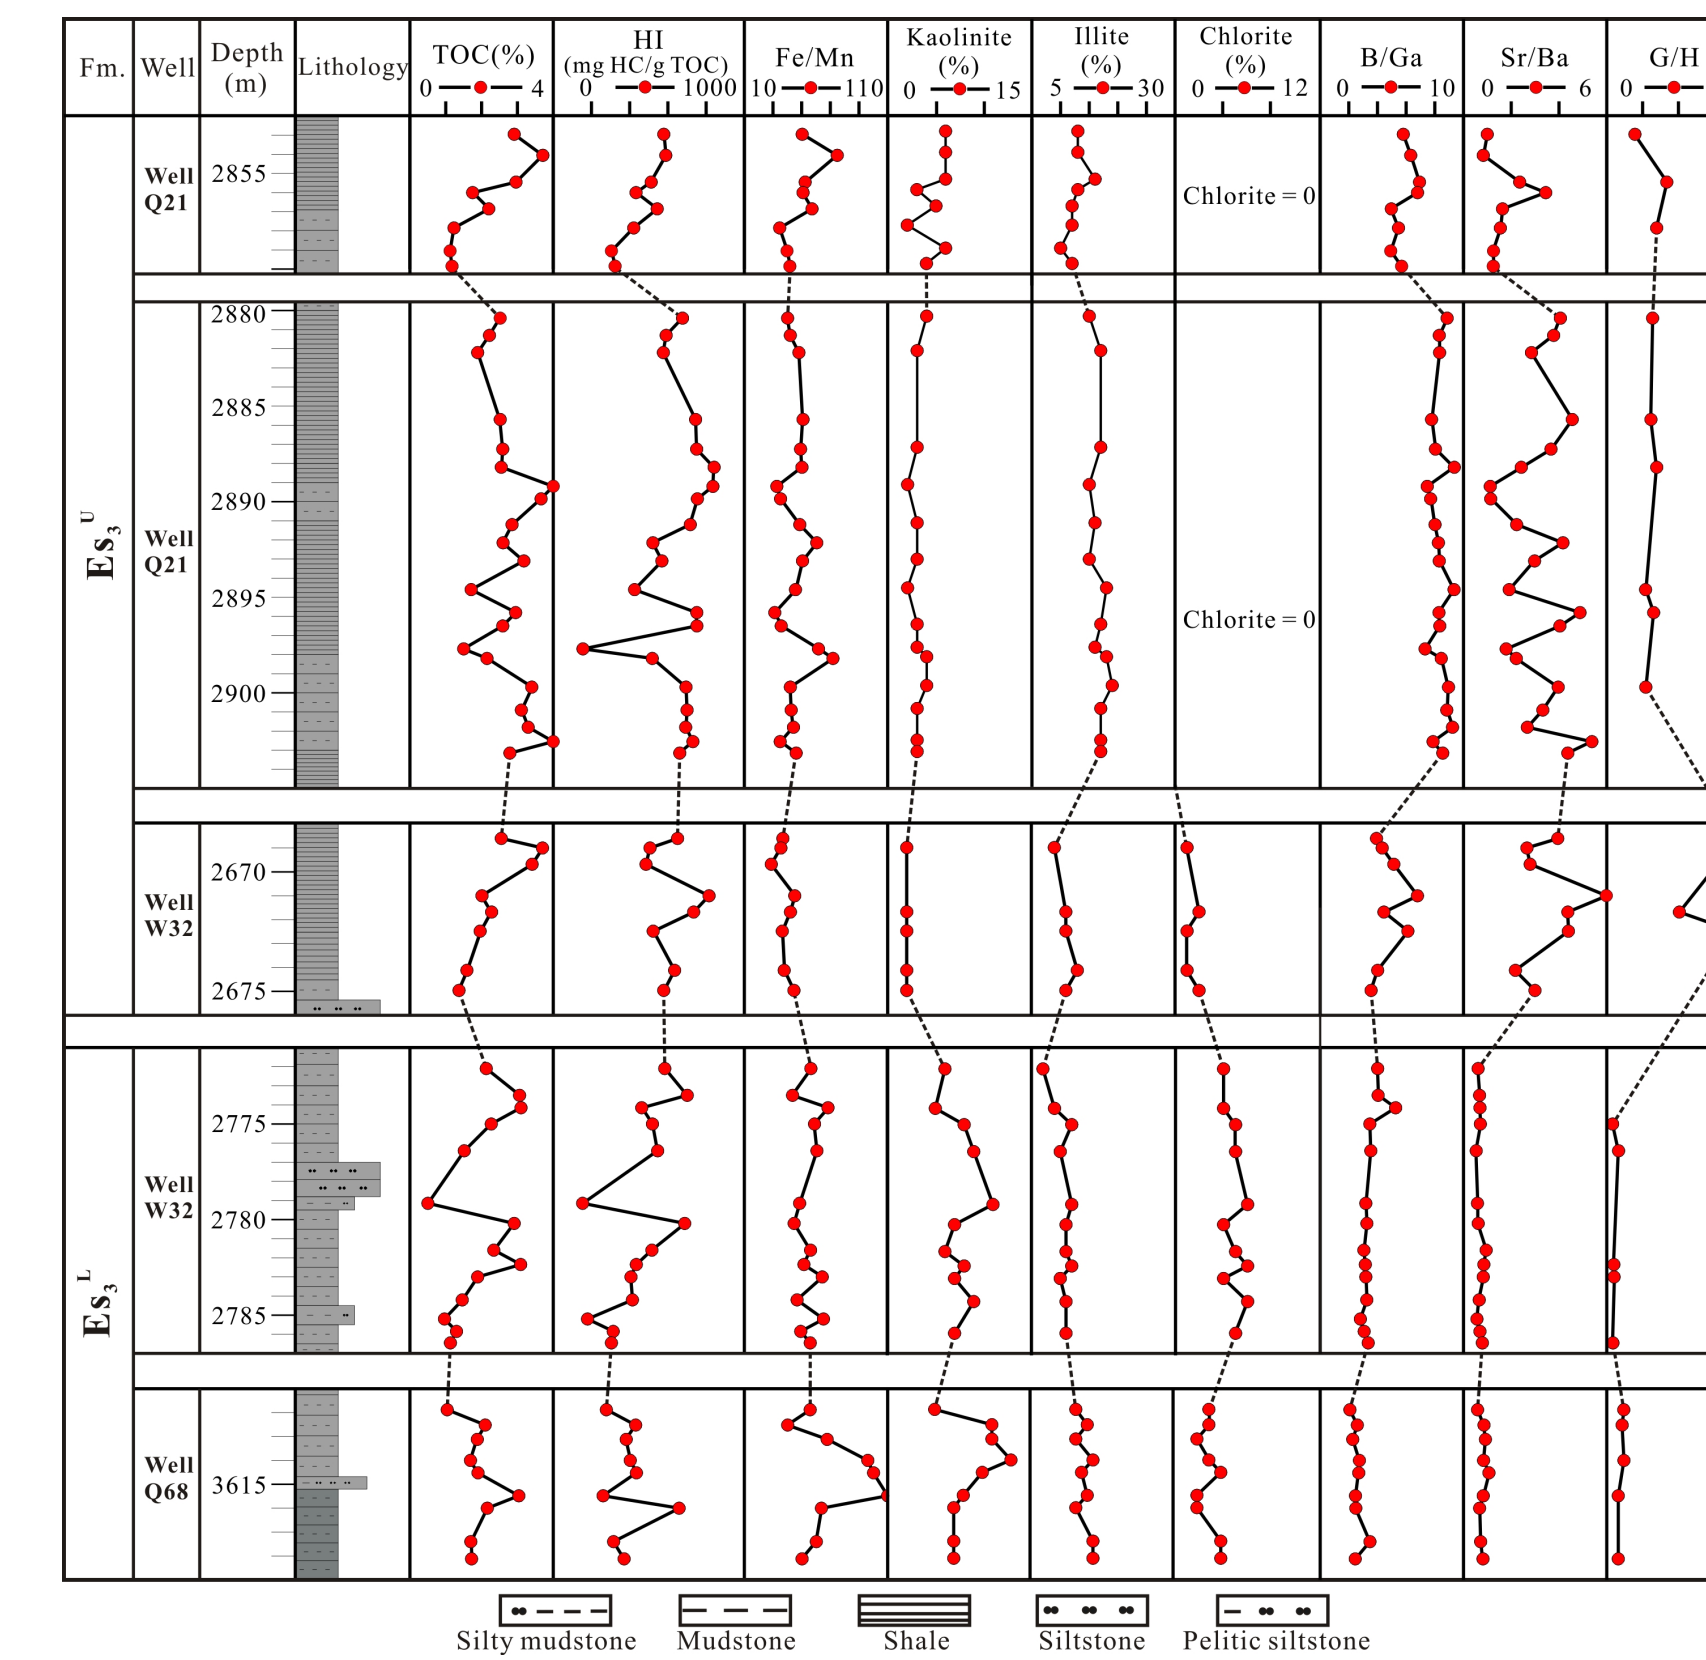 Fm.
Well
Depth
(m)
Lithology
TOC(%)
0 4
HI
(mg HC/g TOC)
0 1000
Fe/Mn
10 110
Kaolinite
(%)
0 15
Illite
(%)
5 30
Chlorite
(%)
0 12
B/Ga
0 10
Sr/Ba
0 6
G/H
0
Es₃ᵁ
Well
Q21
2855
Chlorite = 0
Well
Q21
2880
2885
2890
2895
2900
Chlorite = 0
Well
W32
2670
2675
Es₃ᴸ
Well
W32
2775
2780
2785
Well
Q68
3615
Silty mudstone
Mudstone
Shale
Siltstone
Pelitic siltstone